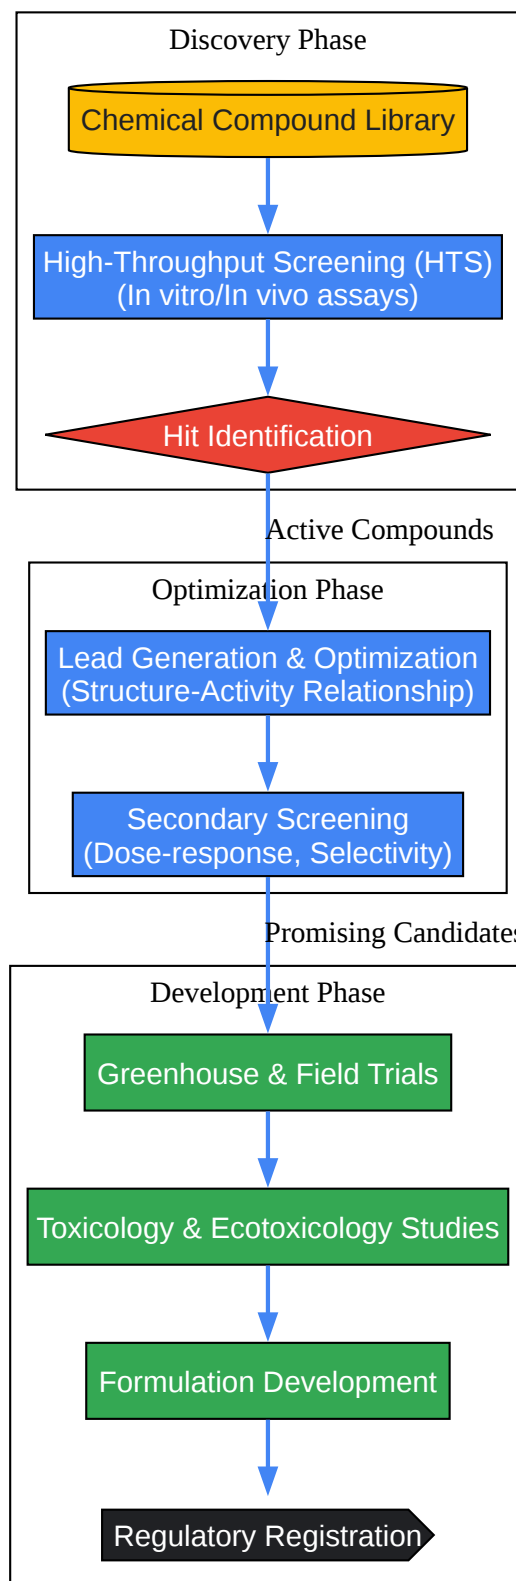 Discovery Phase
Chemical Compound Library
High-Throughput Screening (HTS)
(In vitro/In vivo assays)
Hit Identification
Active Compounds
Optimization Phase
Lead Generation & Optimization
(Structure-Activity Relationship)
Secondary Screening
(Dose-response, Selectivity)
Promising Candidates
Development Phase
Greenhouse & Field Trials
Toxicology & Ecotoxicology Studies
Formulation Development
Regulatory Registration